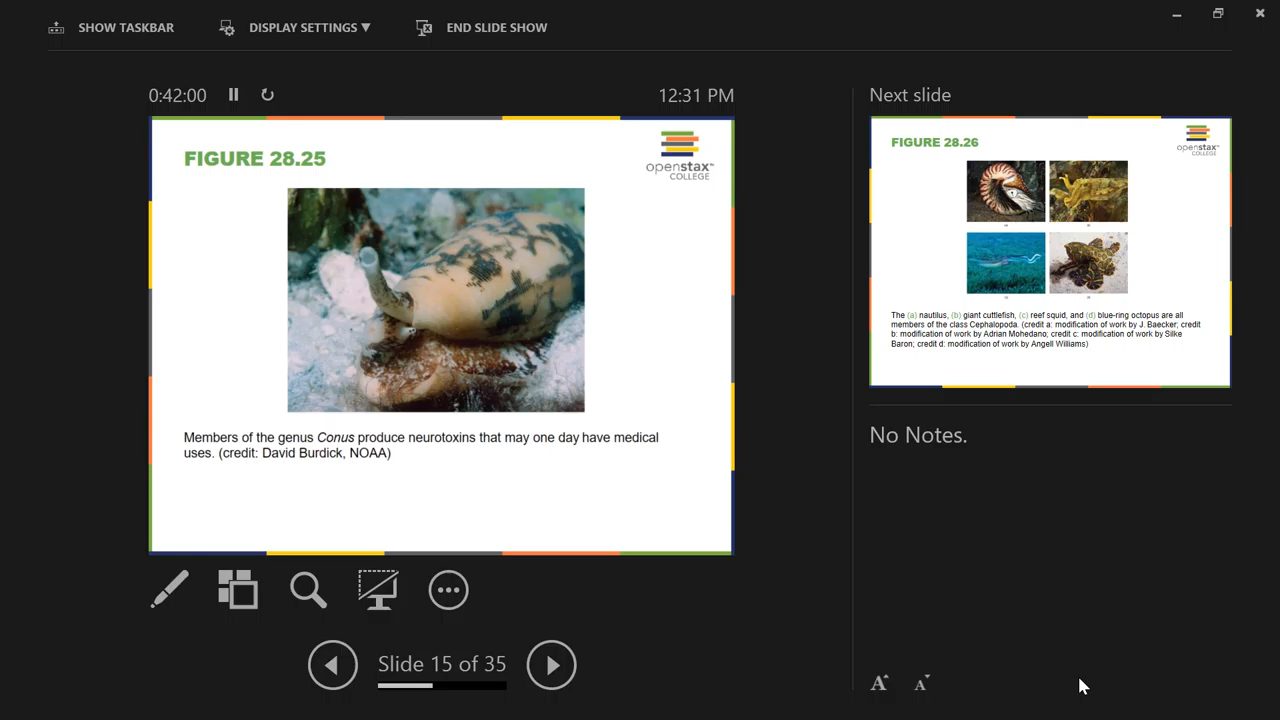 SHOW TASKBAR
DISPLAY SETTINGS ▼
END SLIDE SHOW
0:42:00
12:31 PM
FIGURE 28.25
openstax™
COLLEGE
Members of the genus Conus produce neurotoxins that may one day have medical
uses. (credit: David Burdick, NOAA)
Slide 15 of 35
Next slide
FIGURE 28.26
openstax™
COLLEGE
The (a) nautilus, (b) giant cuttlefish, (c) reef squid, and (d) blue-ring octopus are all
members of the class Cephalopoda. (credit a: modification of work by J. Baecker; credit
b: modification of work by Adrian Mohedano; credit c: modification of work by Silke
Baron; credit d: modification of work by Angell Williams)
No Notes.
A A